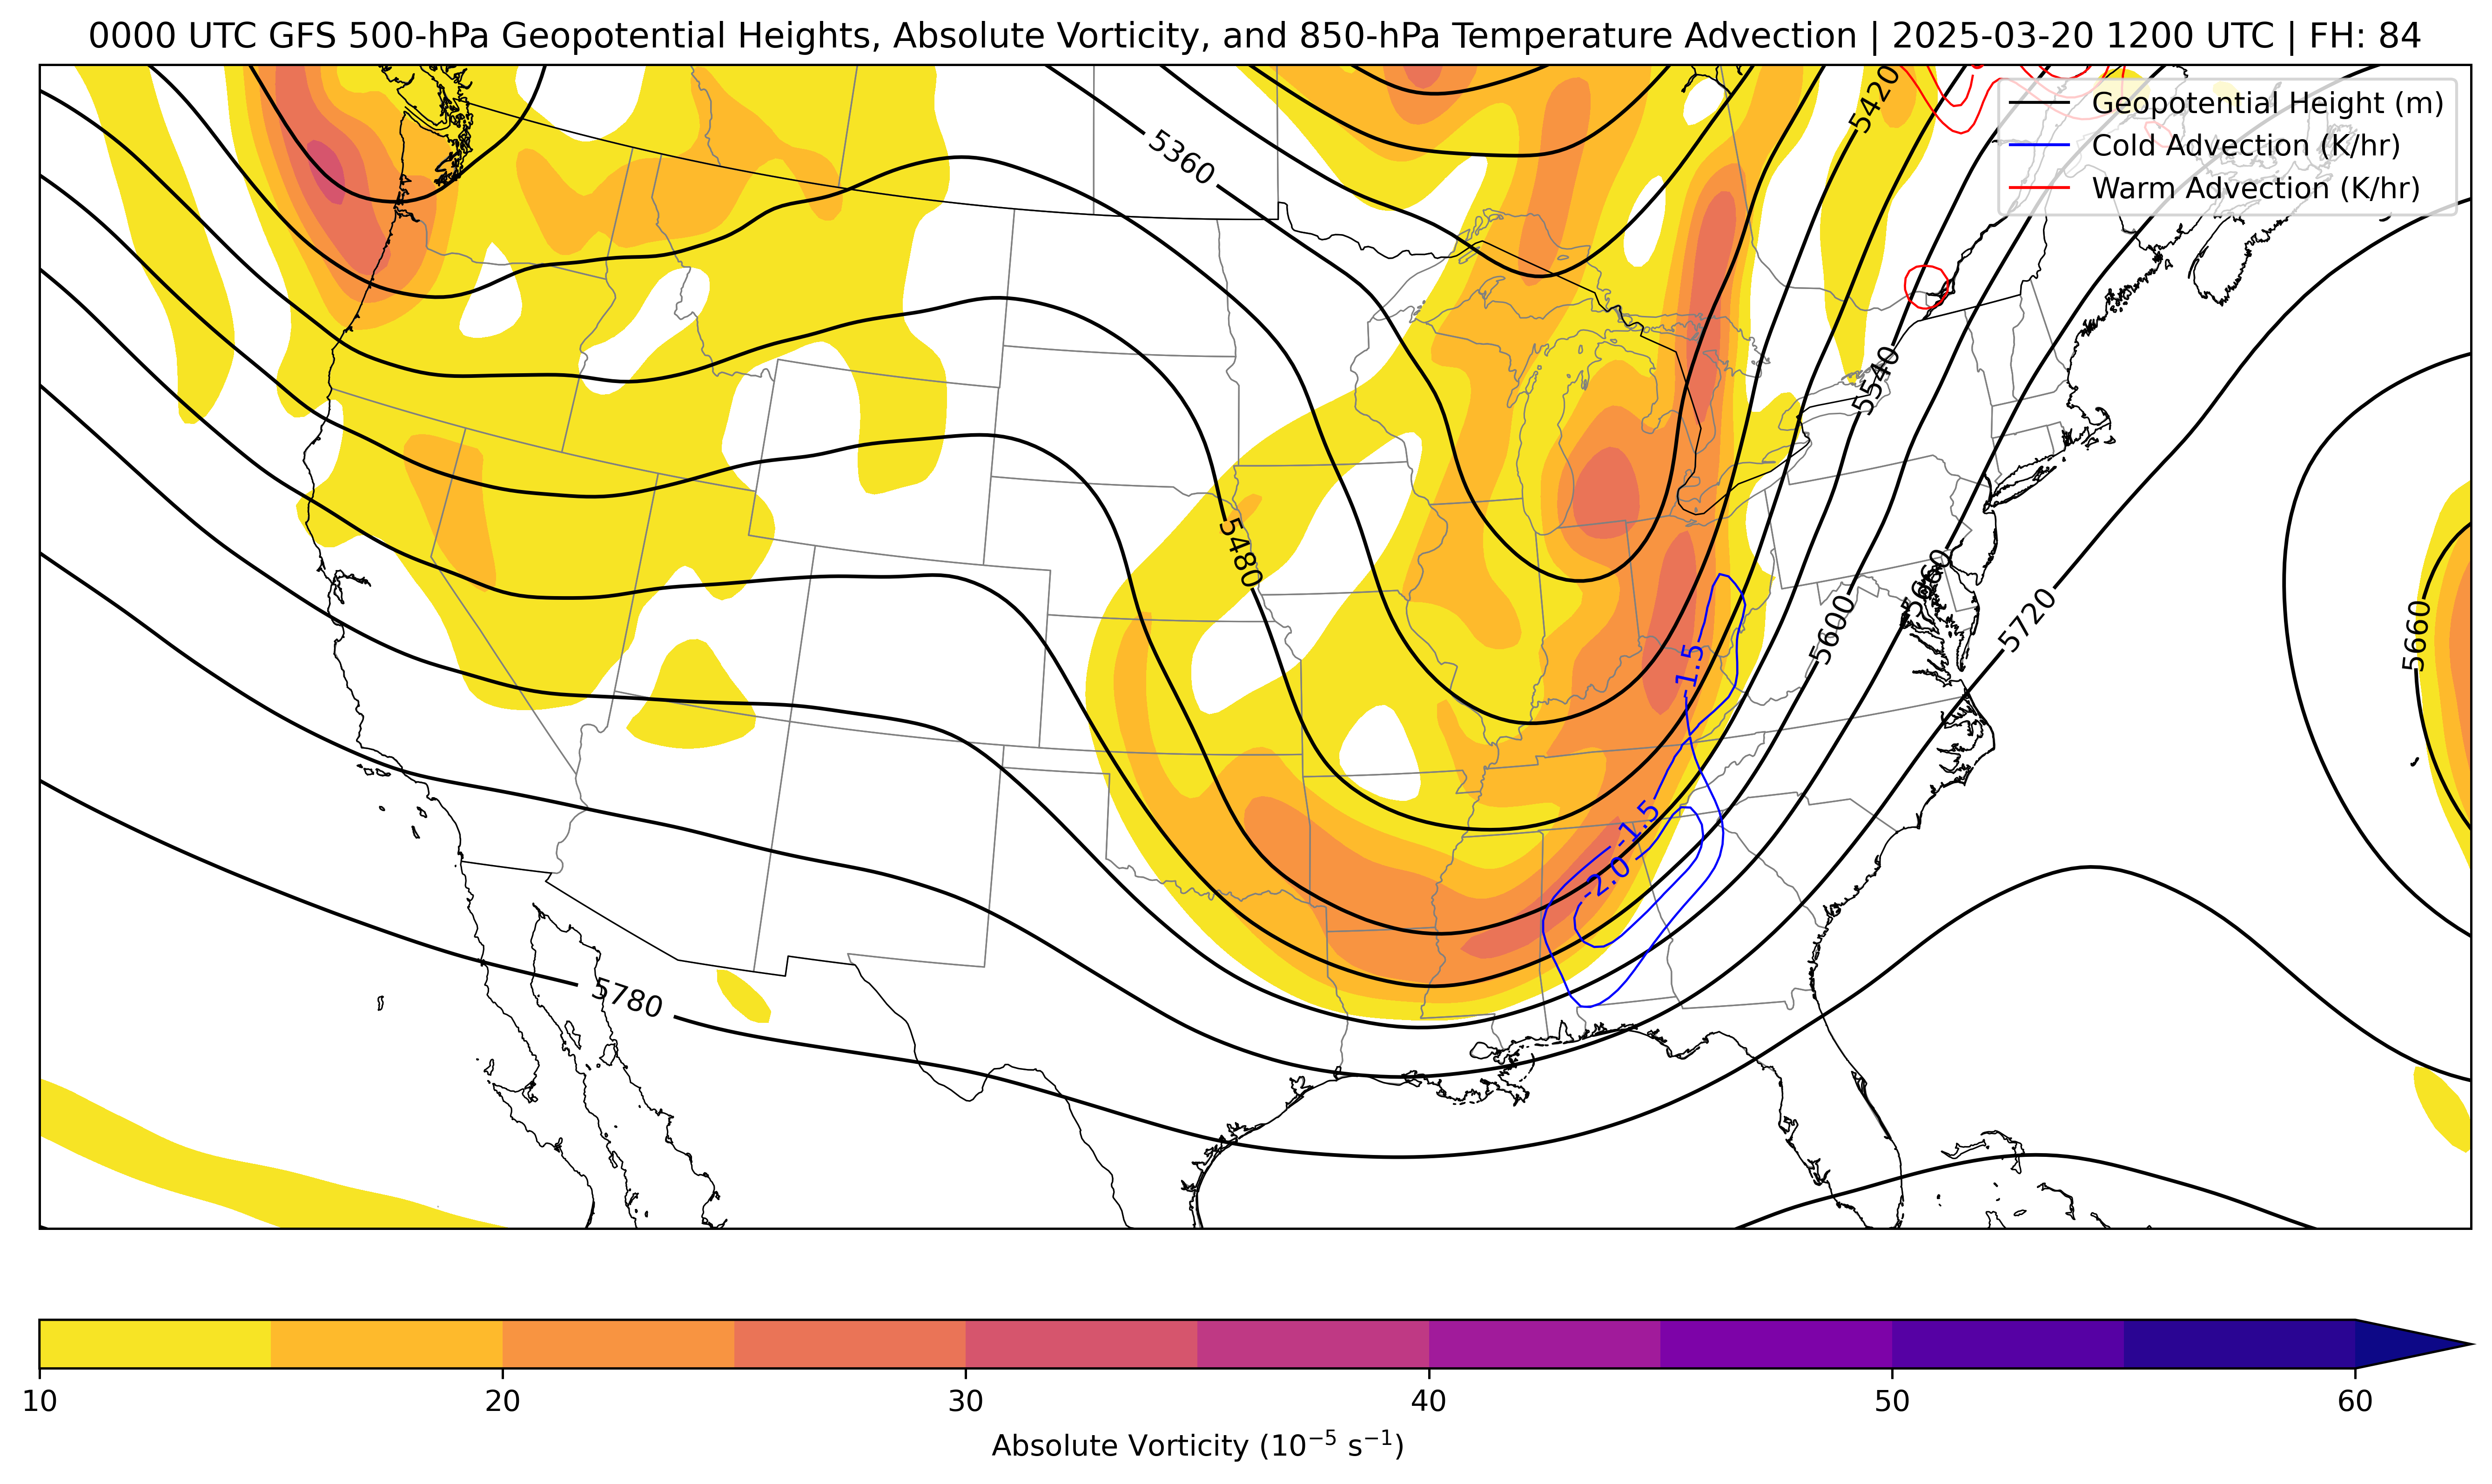 0000 UTC GFS 500-hPa Geopotential Heights, Absolute Vorticity, and 850-hPa Temperature Advection | 2025-03-20 1200 UTC | FH: 84
Geopotential Height (m)
Cold Advection (K/hr)
Warm Advection (K/hr)
5420
5360
5540
5480
5660
5600
5720
5660
-1.5
-1.5
-2.0
5780
10 20 30 40 50 60
Absolute Vorticity (10⁻⁵ s⁻¹)